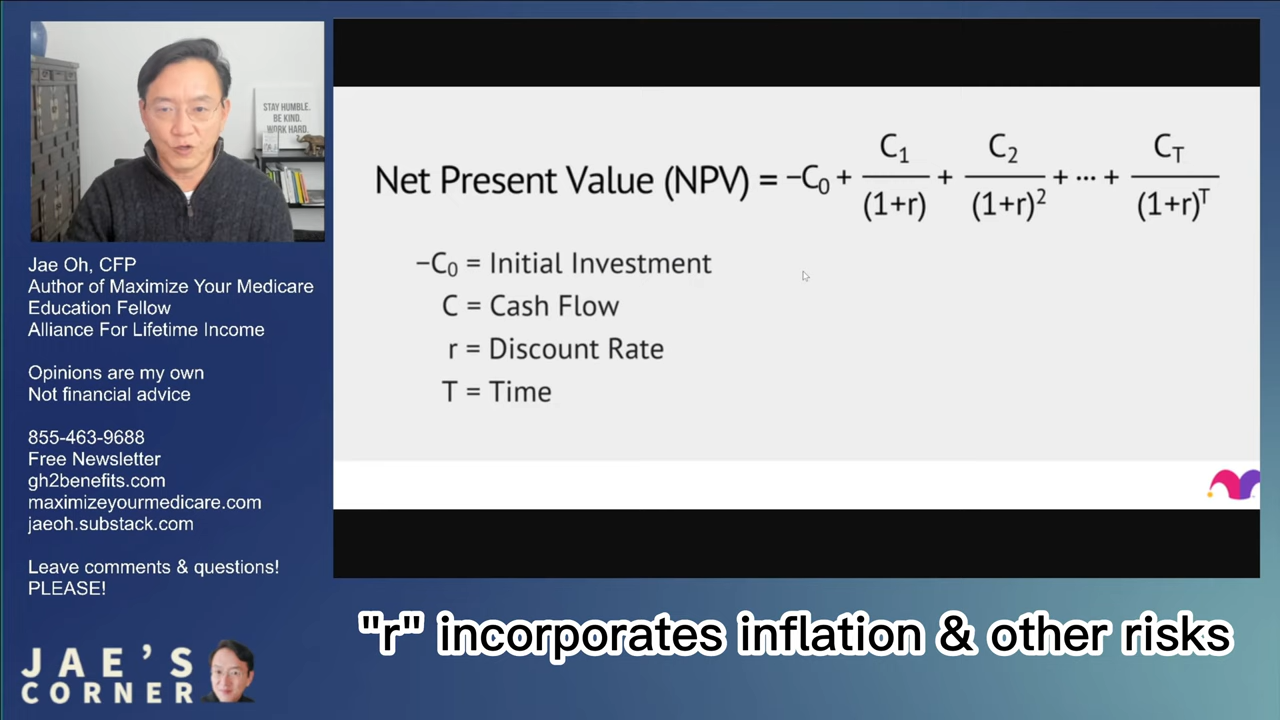 STAY HUMBLE.
BE KIND.
WORK HARD.
Jae Oh, CFP
Author of Maximize Your Medicare
Education Fellow
Alliance For Lifetime Income
Opinions are my own
Not financial advice
855-463-9688
Free Newsletter
gh2benefits.com
maximizeyourmedicare.com
jaeoh.substack.com
Leave comments & questions!
PLEASE!
JAE'S
CORNER
Net Present Value (NPV) = −C₀ + C₁/(1+r) + C₂/(1+r)² + ··· + C_T/(1+r)ᵀ
−C₀ = Initial Investment
C = Cash Flow
r = Discount Rate
T = Time
"r" incorporates inflation & other risks